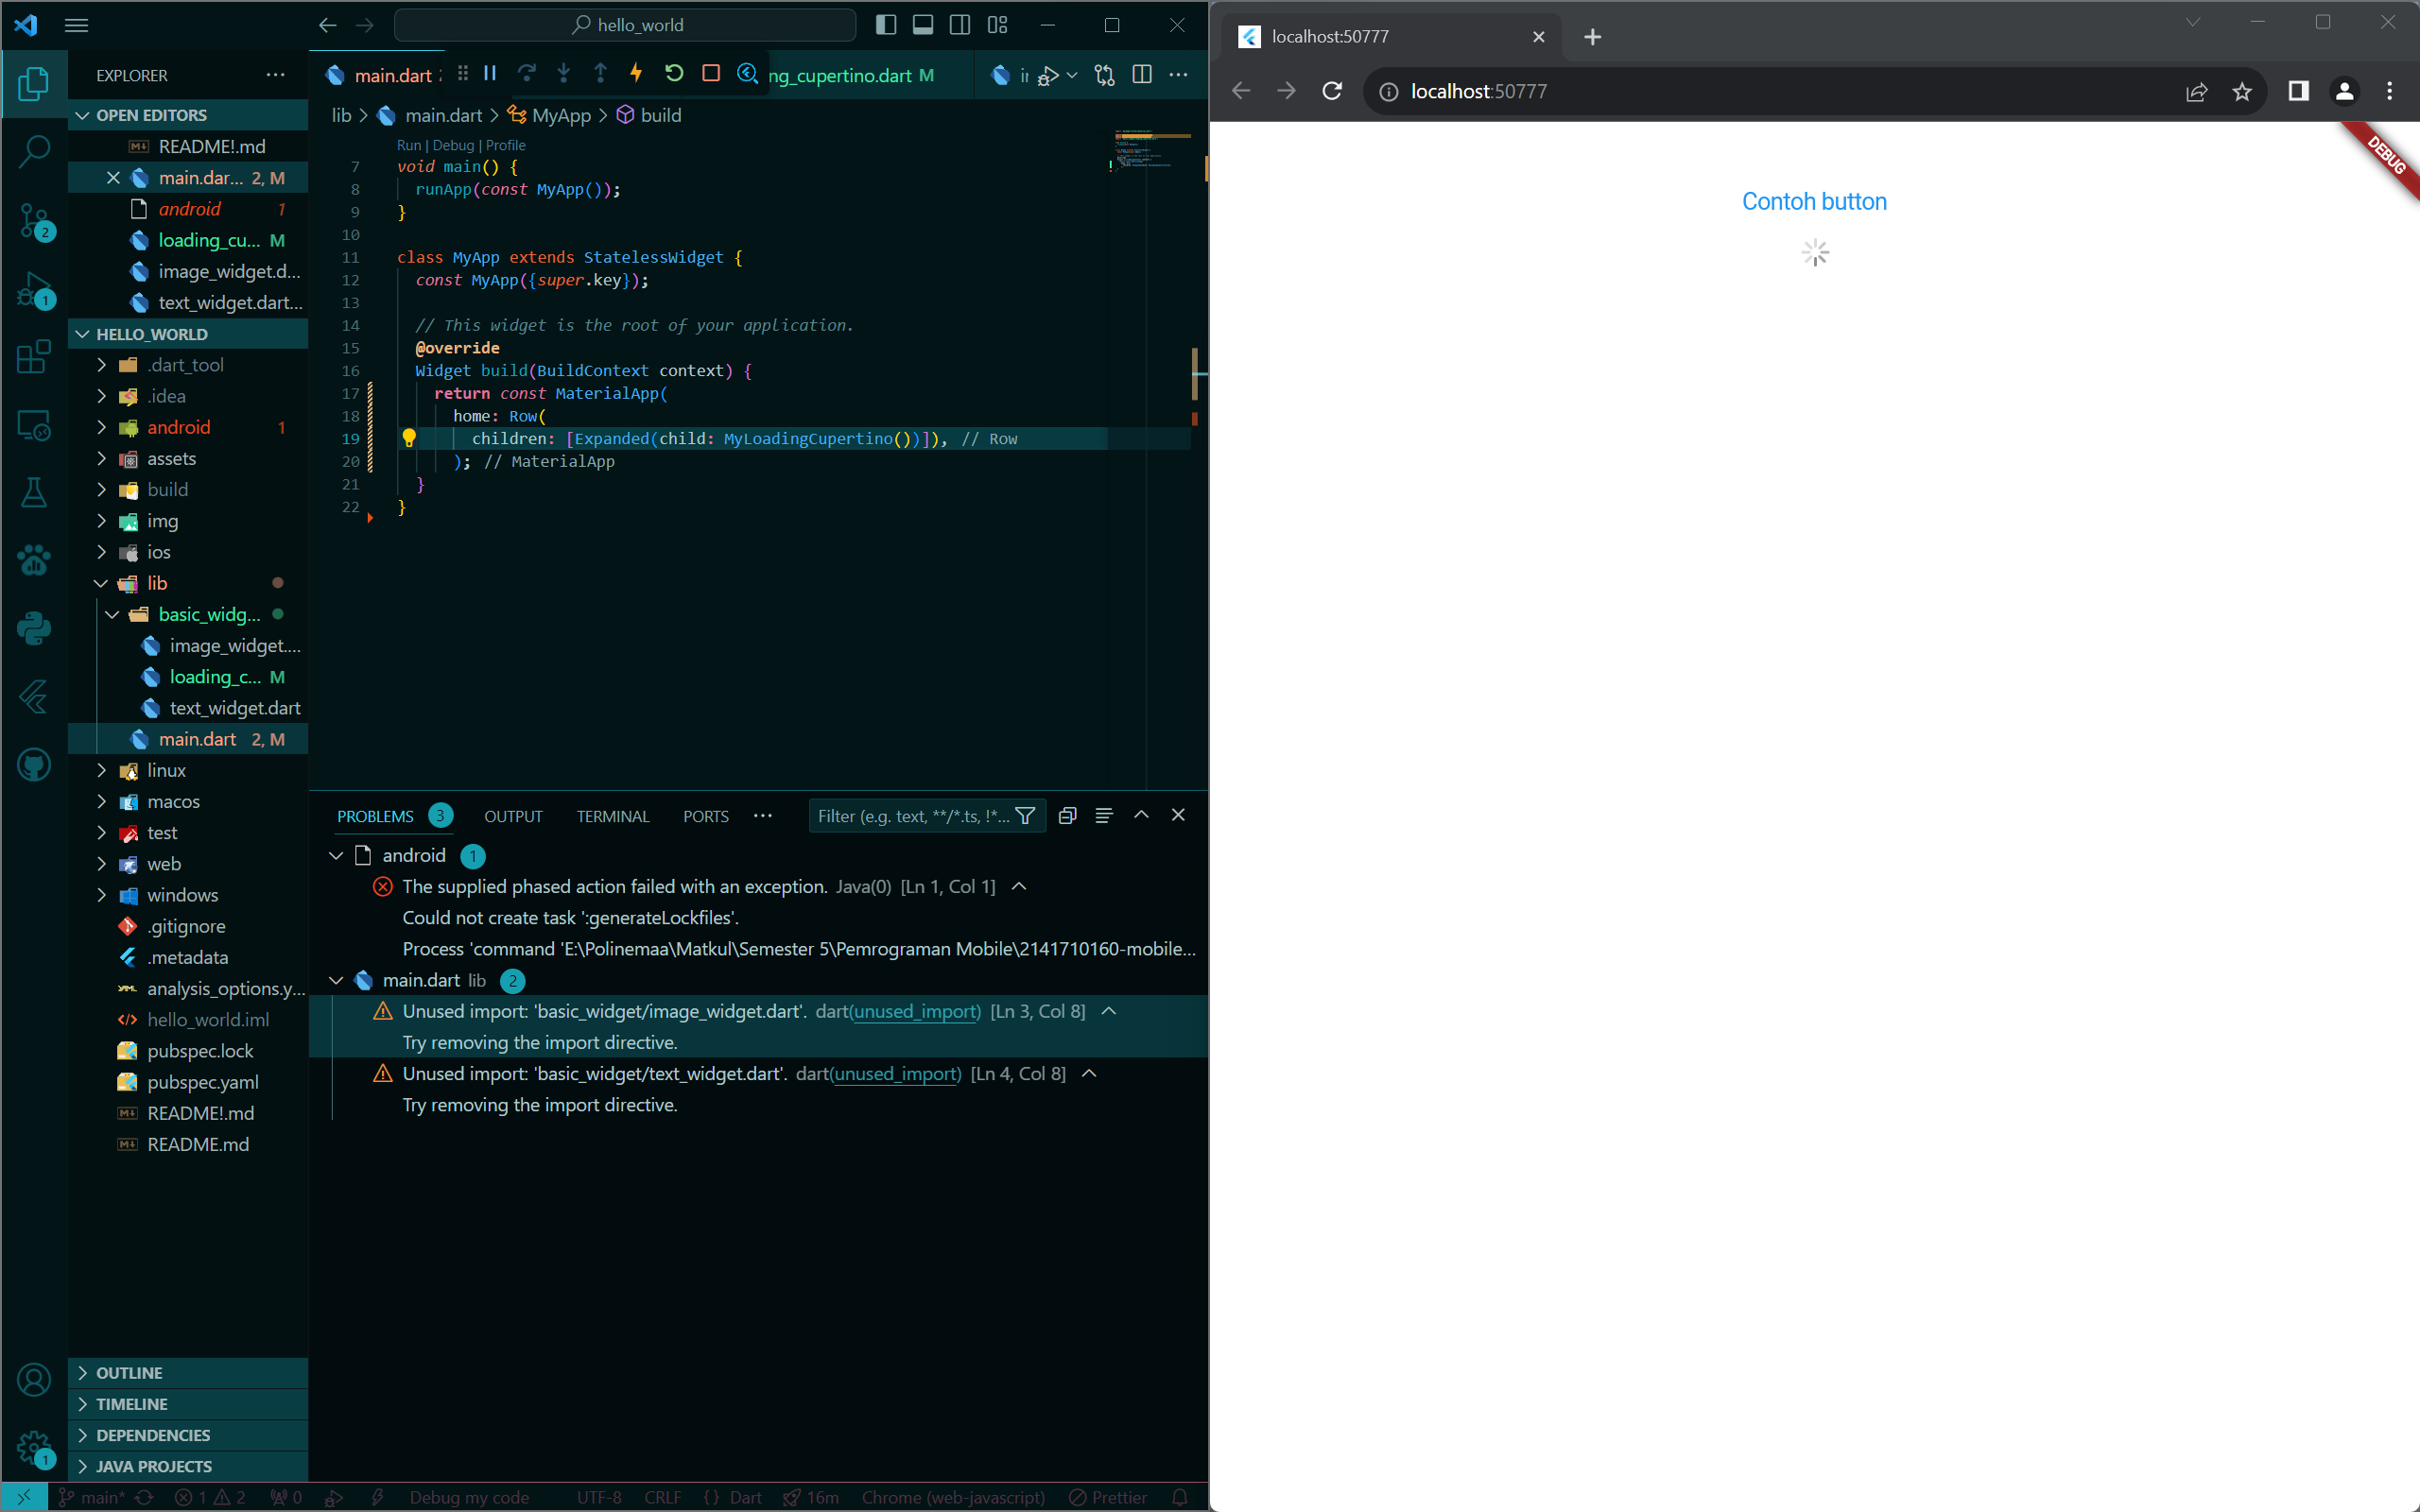 hello_world
EXPLORER
OPEN EDITORS
README!.md
main.dar... 2, M
android 1
loading_cu... M
image_widget.d...
text_widget.dart...
HELLO_WORLD
.dart_tool
.idea
android 1
assets
build
img
ios
lib
basic_widg...
image_widget....
loading_c... M
text_widget.dart
main.dart 2, M
linux
macos
test
web
windows
.gitignore
.metadata
analysis_options.y...
hello_world.iml
pubspec.lock
pubspec.yaml
README!.md
README.md
OUTLINE
TIMELINE
DEPENDENCIES
JAVA PROJECTS
2
1
1
main.dart
ng_cupertino.dart M
lib > main.dart > MyApp > build
Run | Debug | Profile
7 void main() {
8 runApp(const MyApp());
9 }
10
11 class MyApp extends StatelessWidget {
12 const MyApp({super.key});
13
14 // This widget is the root of your application.
15 @override
16 Widget build(BuildContext context) {
17 return const MaterialApp(
18 home: Row(
19 children: [Expanded(child: MyLoadingCupertino())]), // Row
20 ); // MaterialApp
21 }
22 }
PROBLEMS 3 OUTPUT TERMINAL PORTS
Filter (e.g. text, **/*.ts, !*...
android 1
The supplied phased action failed with an exception. Java(0) [Ln 1, Col 1]
Could not create task ':generateLockfiles'.
Process 'command 'E:\Polinemaa\Matkul\Semester 5\Pemrograman Mobile\2141710160-mobile...
main.dart lib 2
Unused import: 'basic_widget/image_widget.dart'. dart(unused_import) [Ln 3, Col 8]
Try removing the import directive.
Unused import: 'basic_widget/text_widget.dart'. dart(unused_import) [Ln 4, Col 8]
Try removing the import directive.
main* 1 2 0 Debug my code UTF-8 CRLF {} Dart 16m Chrome (web-javascript) Prettier
localhost:50777
localhost:50777
DEBUG
Contoh button